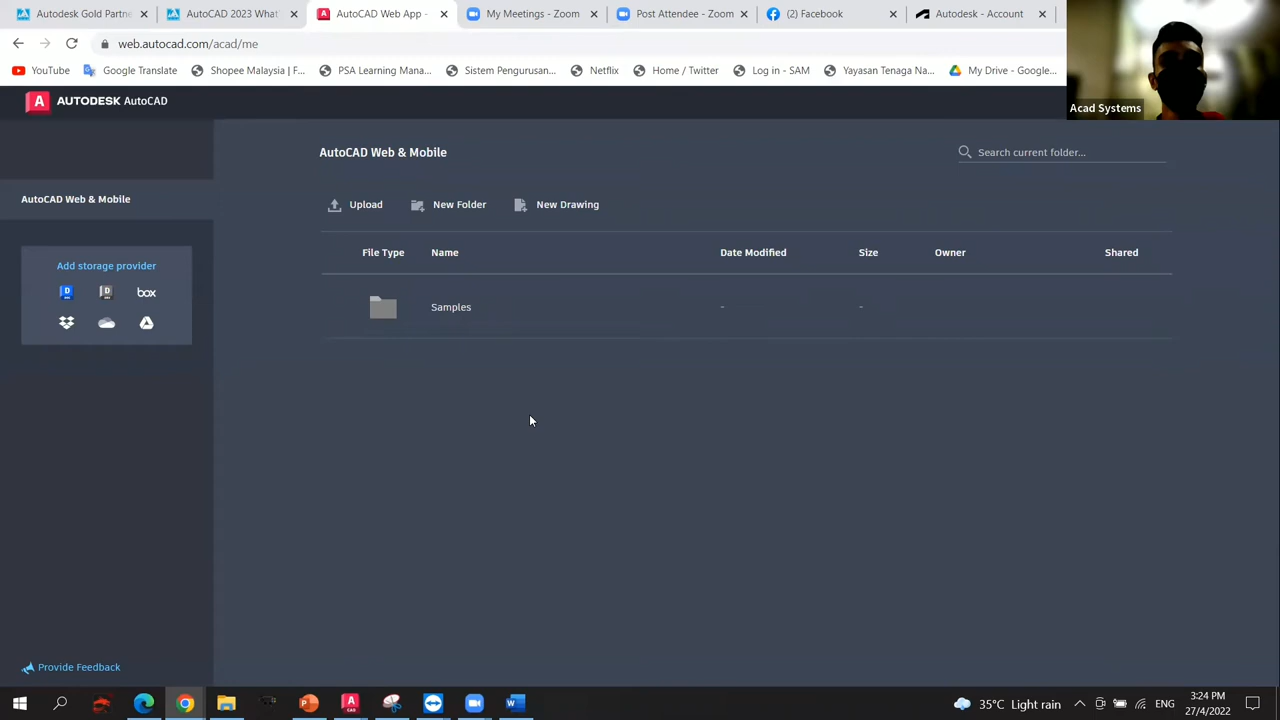 Autodesk Gold Partne
AutoCAD 2023 What'
AutoCAD Web App -
My Meetings - Zoom
Post Attendee - Zoom
(2) Facebook
Autodesk - Account
web.autocad.com/acad/me
YouTube
Google Translate
Shopee Malaysia | F...
PSA Learning Mana...
Sistem Pengurusan...
Netflix
Home / Twitter
Log in - SAM
Yayasan Tenaga Na...
My Drive - Google...
Acad Systems
A AUTODESK AutoCAD
AutoCAD Web & Mobile
Search current folder...
AutoCAD Web & Mobile
Upload
New Folder
New Drawing
Add storage provider
box
File Type
Name
Date Modified
Size
Owner
Shared
Samples
-
-
Provide Feedback
35°C Light rain
ENG
3:24 PM
27/4/2022